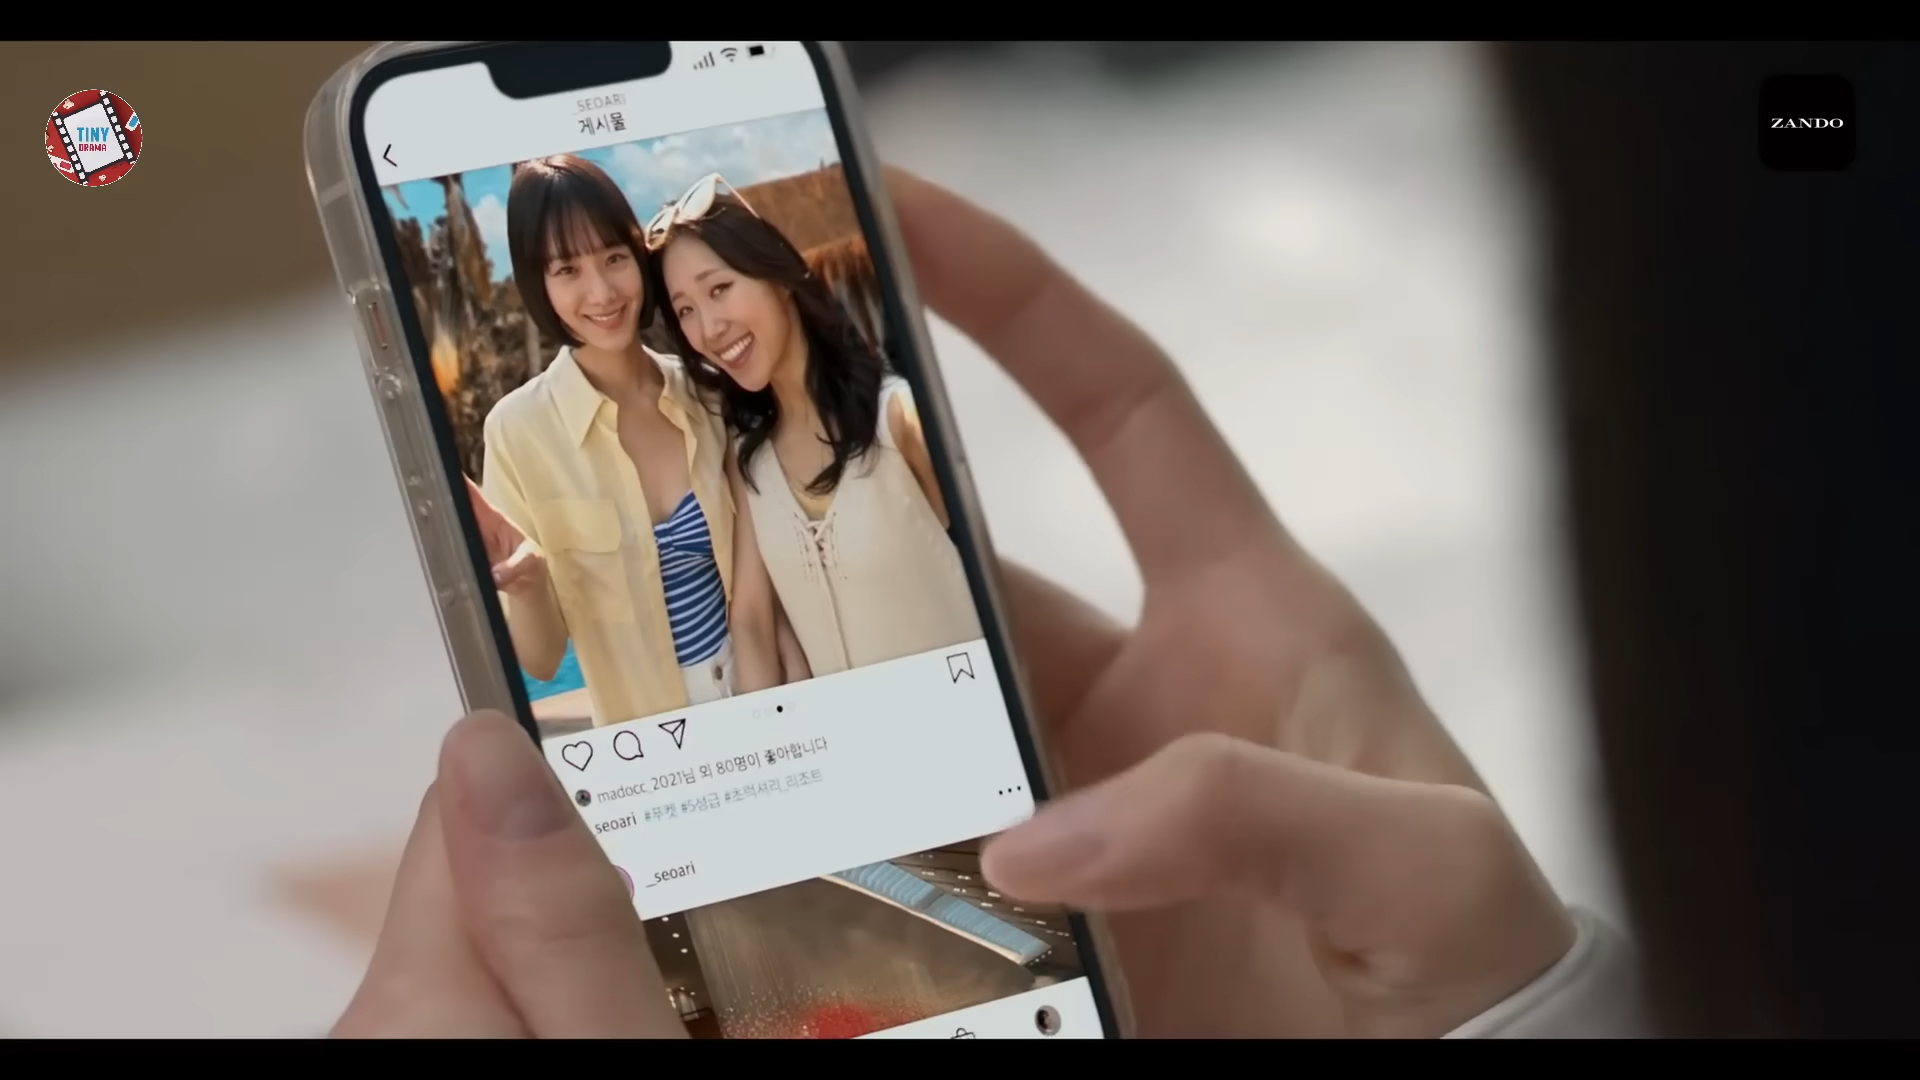 TINY
DRAMA
ZANDO
_SEOARI
게시물
madocc_2021님 외 80명이 좋아합니다
seoari #푸켓 #5성급 #초럭셔리_리조트
_seoari